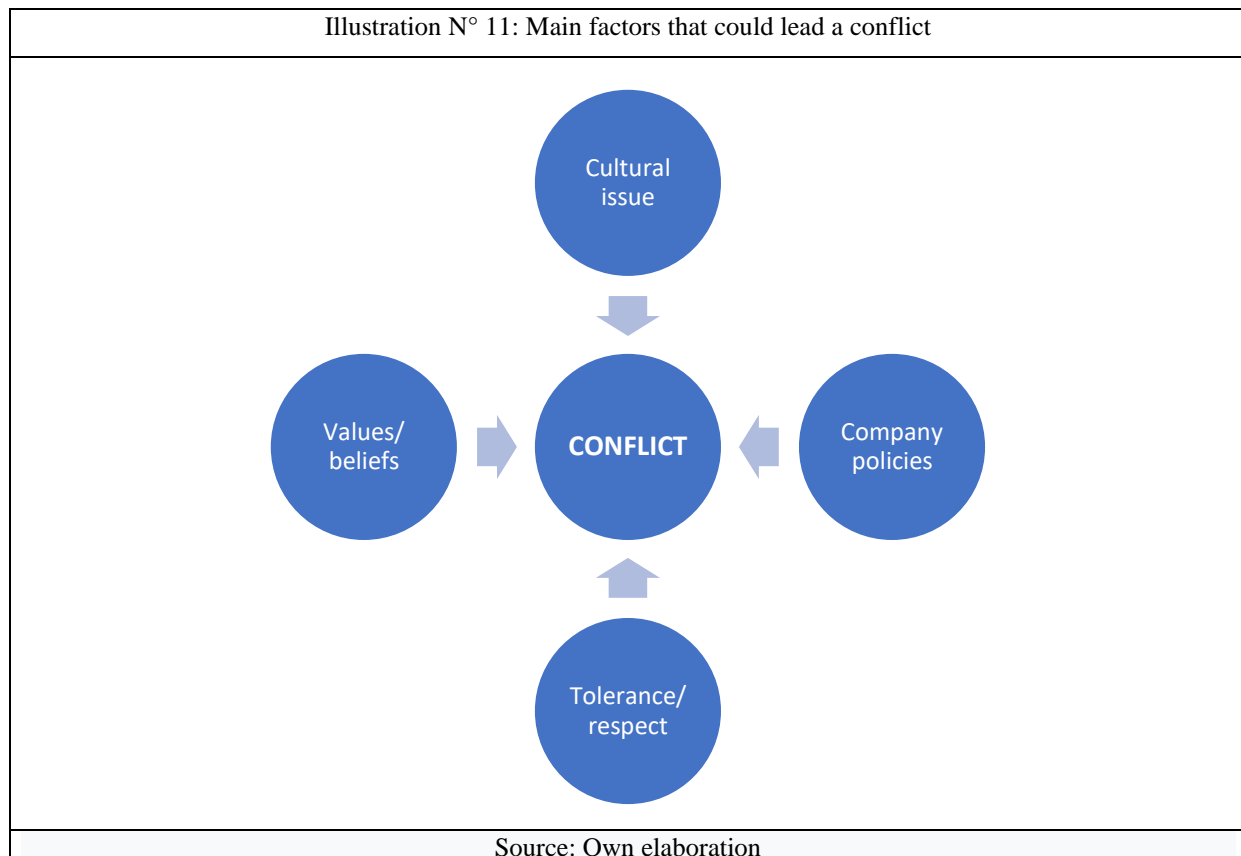 Illustration N° 11: Main factors that could lead a conflict
Cultural
issue
Values/
beliefs
CONFLICT
Company
policies
Tolerance/
respect
Source: Own elaboration